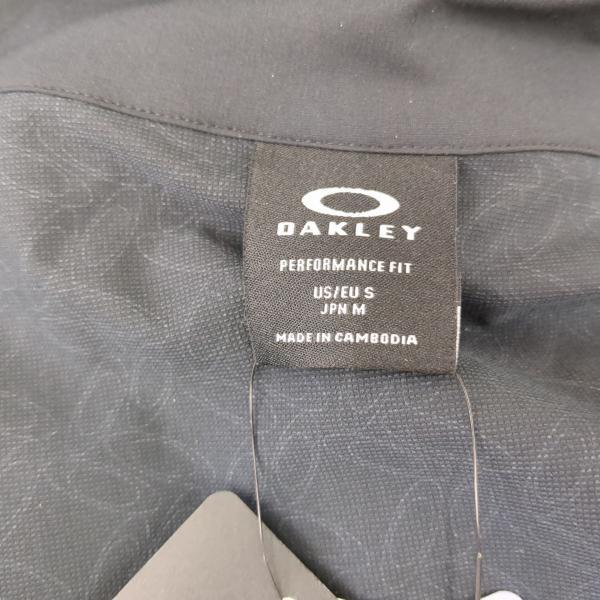 OAKLEY
PERFORMANCE FIT
US/EU S
JPN M
MADE IN CAMBODIA